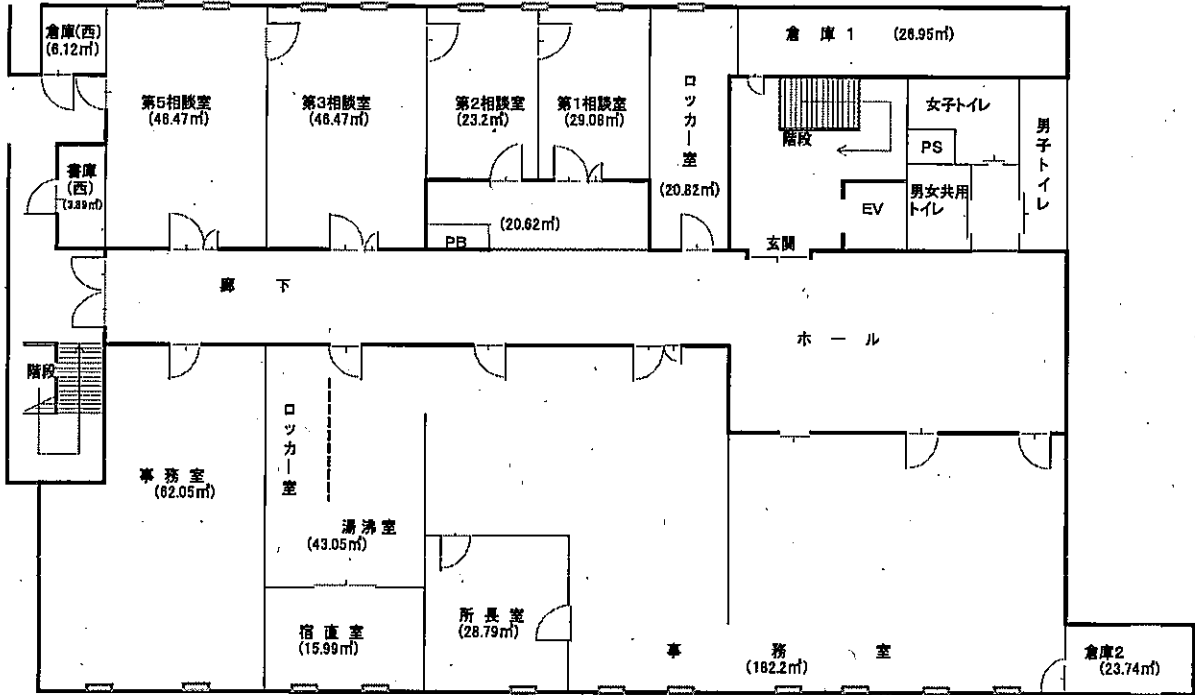 倉庫(西)
(6.12㎡)
倉 庫 1 (26.95㎡)
第5相談室
(46.47㎡)
第3相談室
(46.47㎡)
第2相談室
(23.2㎡)
第1相談室
(29.08㎡)
ロッカー室
(20.82㎡)
階段
女子トイレ
PS
男子トイレ
書庫
(西)
(3.89㎡)
男女共用
トイレ
EV
(20.62㎡)
PB
玄関
廊 下
ホ ー ル
階段
ロッカー室
事 務 室
(62.05㎡)
湯 沸 室
(43.05㎡)
所 長 室
(28.79㎡)
宿 直 室
(15.99㎡)
事 務 室
(182.2㎡)
倉庫2
(23.74㎡)